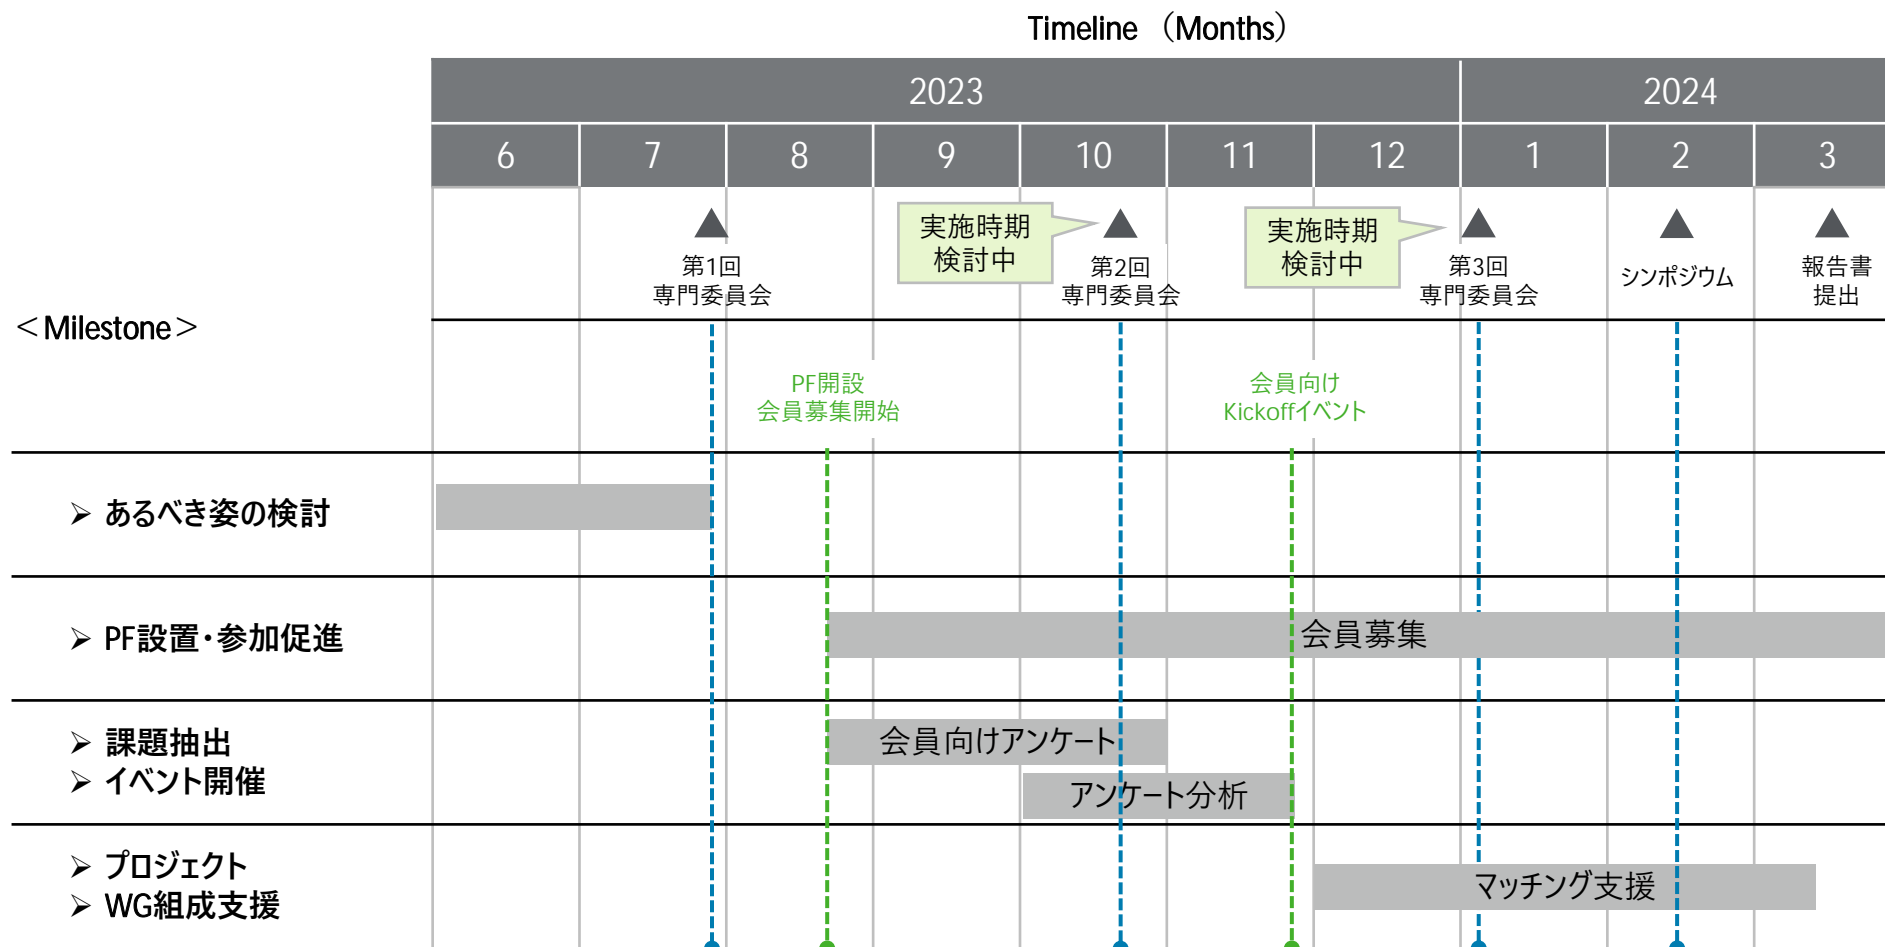 Timeline （Months）
2023
2024
6
7
8
9
10
11
12
1
2
3
実施時期
検討中
実施時期
検討中
第1回
専門委員会
第2回
専門委員会
第3回
専門委員会
シンポジウム
報告書
提出
＜Milestone＞
PF開設
会員募集開始
会員向け
Kickoffイベント
➢ あるべき姿の検討
➢ PF設置・参加促進
会員募集
➢ 課題抽出
➢ イベント開催
会員向けアンケート
アンケート分析
➢ プロジェクト
➢ WG組成支援
マッチング支援